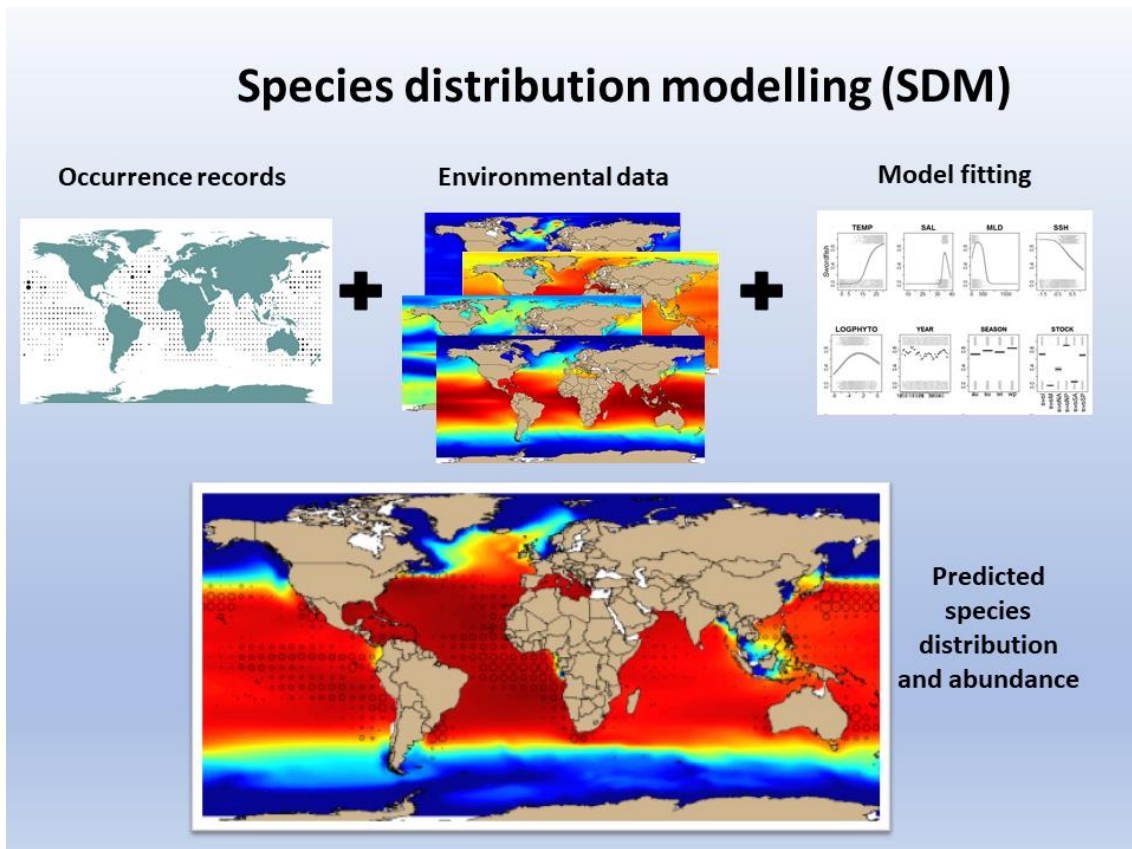 Species distribution modelling (SDM)
Occurrence records
Environmental data
Model fitting
TEMP
SAL
MLD
SSH
Swordfish
LOGPHYTO
YEAR
SEASON
STOCK
Predicted
species
distribution
and abundance